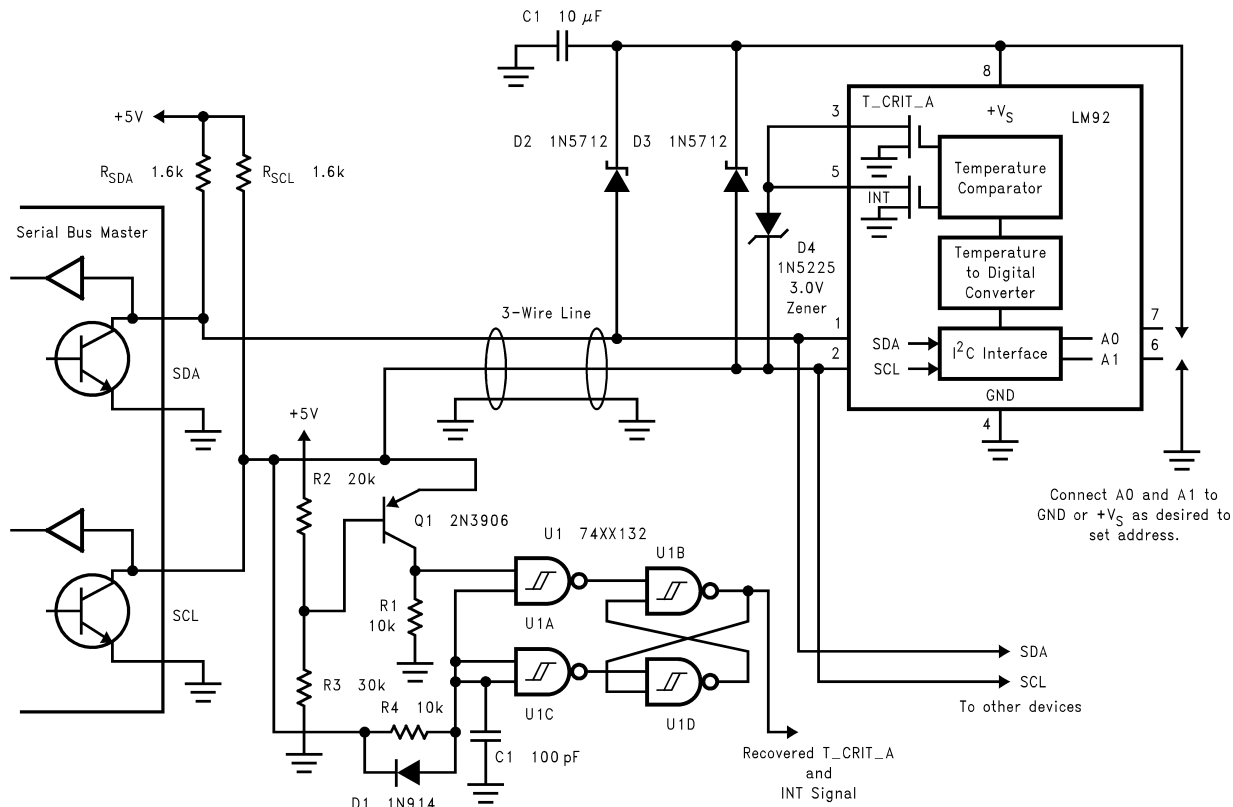 C1 10 μF
8
+5V
R_SDA 1.6k
R_SCL 1.6k
D2 1N5712
D3 1N5712
3
T_CRIT_A
+V_S
LM92
Temperature
Comparator
5
INT
Serial Bus Master
D4
1N5225
3.0V
Zener
Temperature
to Digital
Converter
3-Wire Line
1
2
7
6
SDA
SCL
I²C Interface
A0
A1
GND
4
SDA
+5V
R2 20k
Q1 2N3906
Connect A0 and A1 to
GND or +V_S as desired to
set address.
U1 74XX132
U1B
SCL
R1
10k
U1A
R3 30k
SDA
SCL
To other devices
R4 10k
U1C
U1D
C1 100 pF
D1 1N914
Recovered T_CRIT_A
and
INT Signal